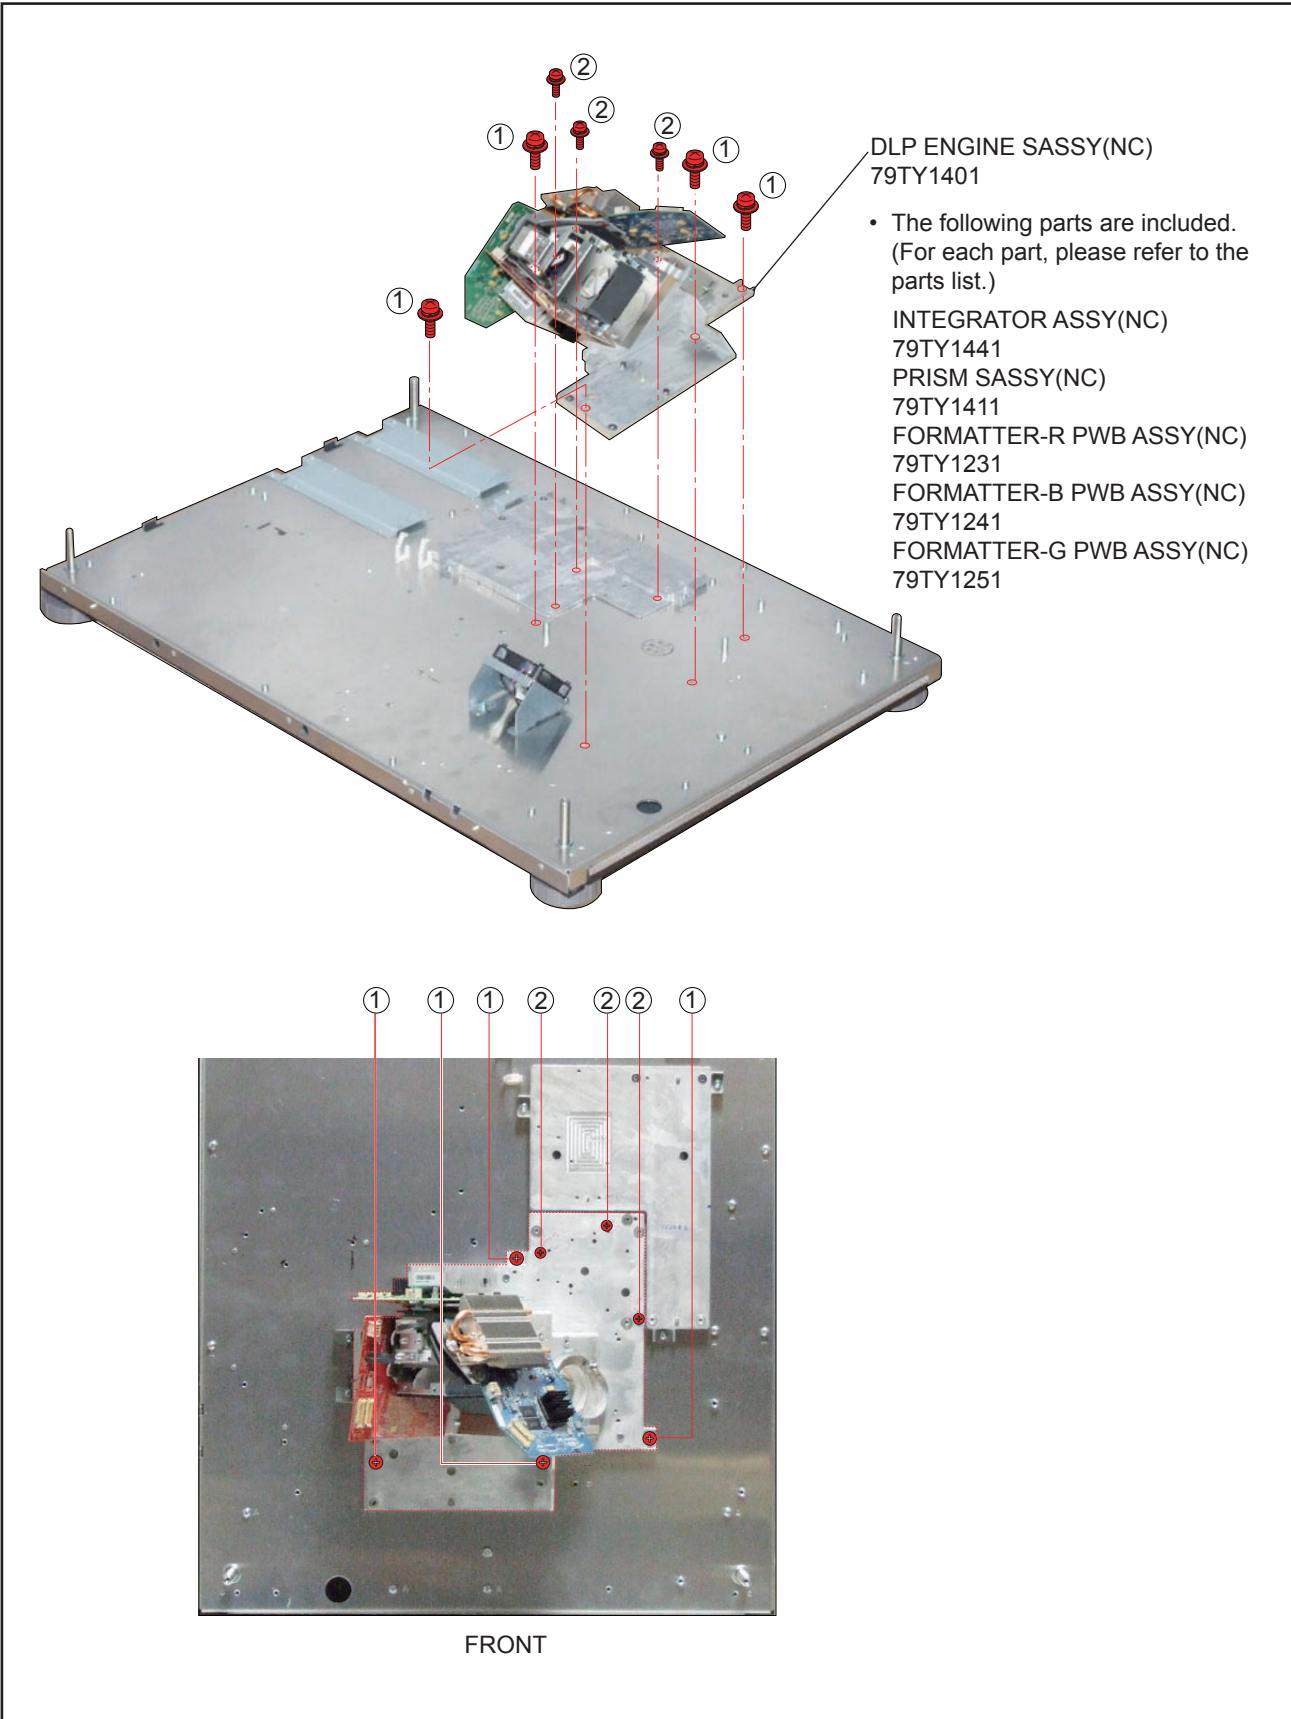 ②
②
①
②
①
①
①
DLP ENGINE SASSY(NC)
79TY1401
• The following parts are included.
(For each part, please refer to the
parts list.)
INTEGRATOR ASSY(NC)
79TY1441
PRISM SASSY(NC)
79TY1411
FORMATTER-R PWB ASSY(NC)
79TY1231
FORMATTER-B PWB ASSY(NC)
79TY1241
FORMATTER-G PWB ASSY(NC)
79TY1251
① ① ① ② ② ② ①
FRONT